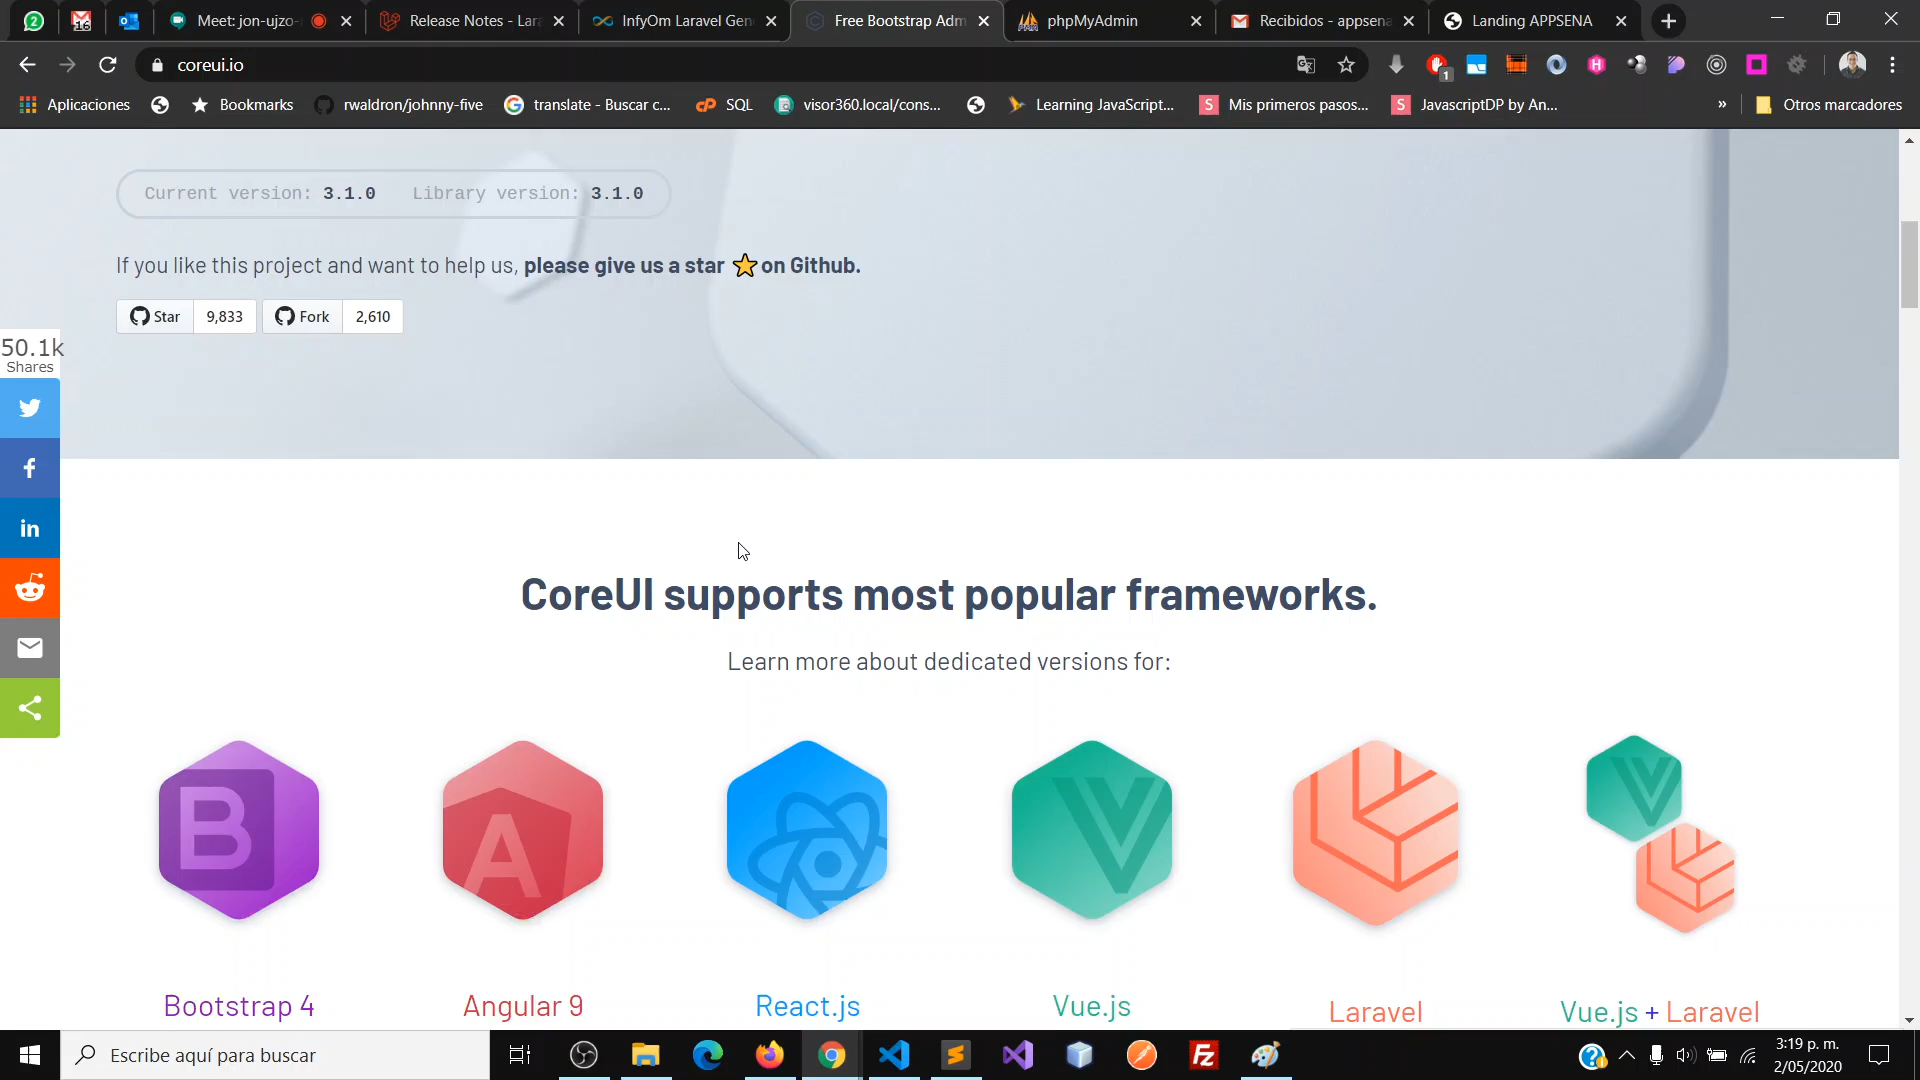 2
16
Meet: jon-ujzo-
Release Notes - Lara
InfyOm Laravel Gen
Free Bootstrap Adm
phpMyAdmin
Recibidos - appsena
Landing APPSENA
coreui.io
1
Aplicaciones
Bookmarks
rwaldron/johnny-five
translate - Buscar c...
SQL
visor360.local/cons...
Learning JavaScript...
Mis primeros pasos...
JavascriptDP by An...
»
Otros marcadores
Current version: 3.1.0 Library version: 3.1.0
If you like this project and want to help us, please give us a star ⭐ on Github.
Star 9,833 Fork 2,610
50.1k
Shares
CoreUI supports most popular frameworks.
Learn more about dedicated versions for:
Bootstrap 4
Angular 9
React.js
Vue.js
Laravel
Vue.js + Laravel
Escribe aquí para buscar
3:19 p. m.
2/05/2020